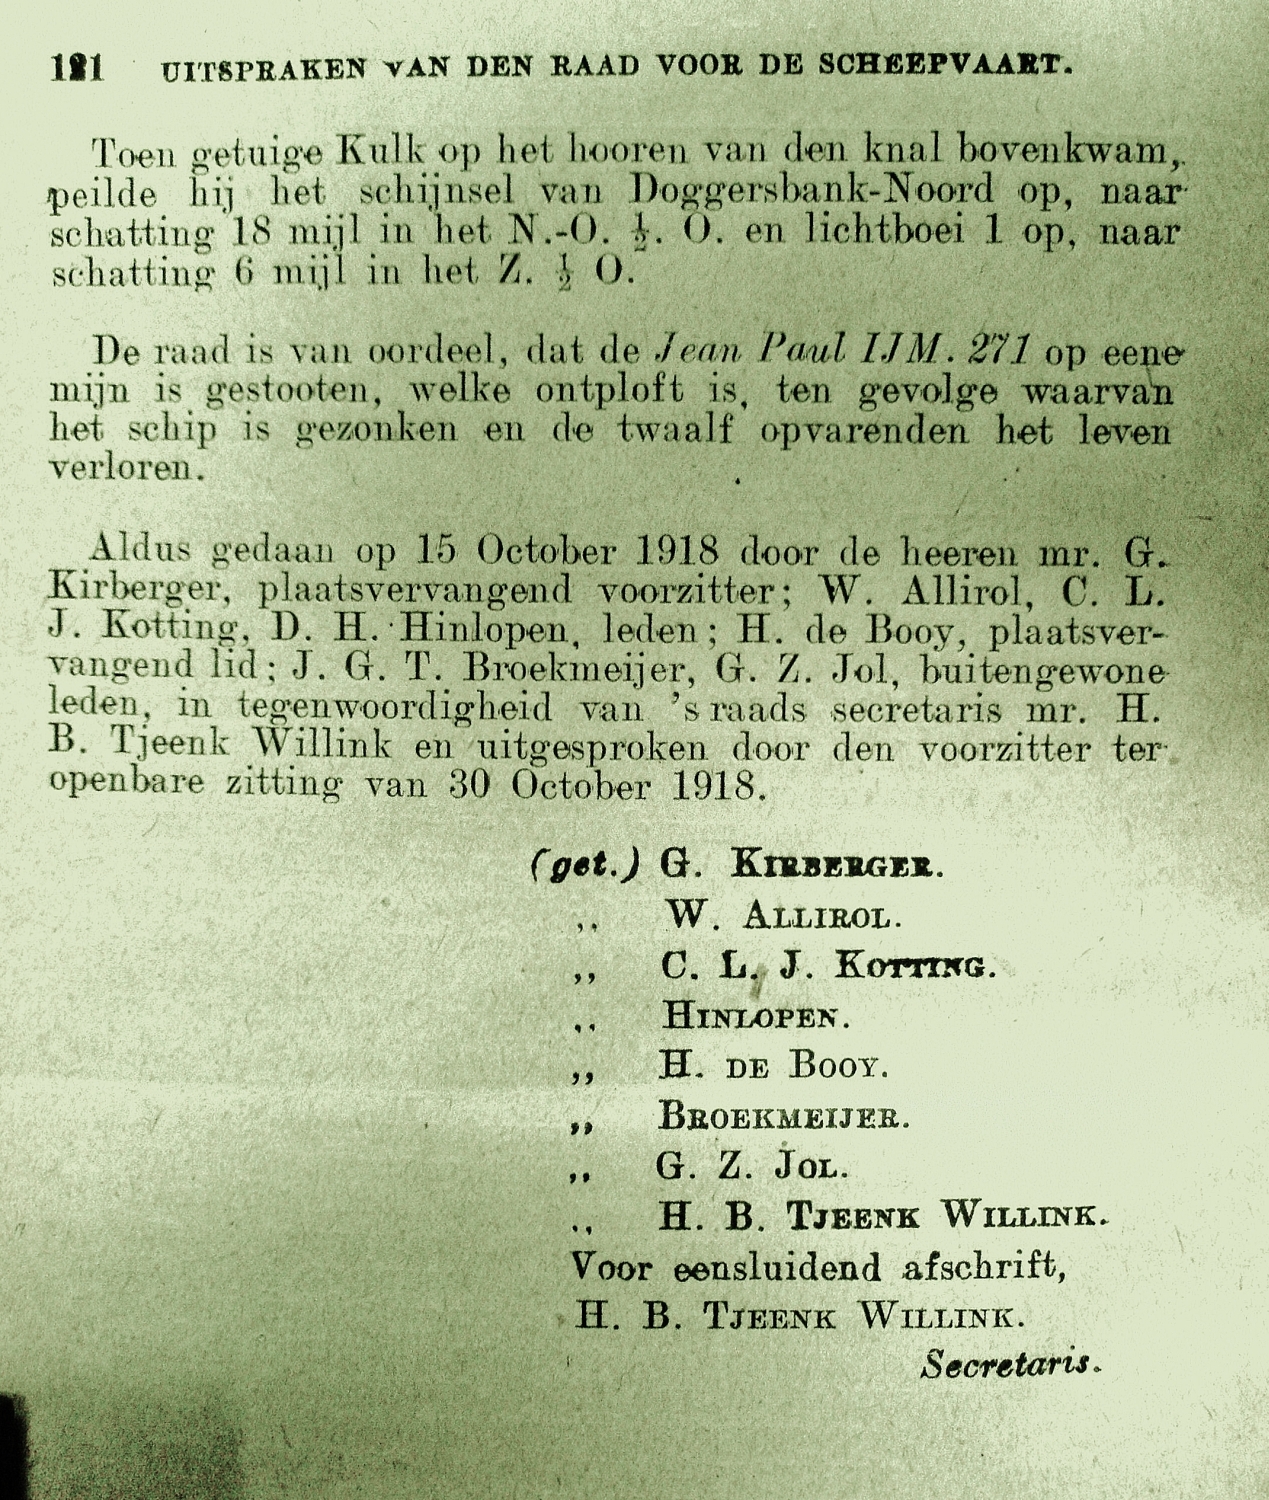 121 UITSPRAKEN VAN DEN RAAD VOOR DE SCHEEPVAART.
Toen getuige Kulk op het hooren van den knal bovenkwam,
peilde hij het schijnsel van Doggersbank-Noord op, naar
schatting 18 mijl in het N.-O. ½. O. en lichtboei 1 op, naar
schatting 6 mijl in het Z. ½ O.
De raad is van oordeel, dat de Jean Paul IJM. 271 op eene
mijn is gestooten, welke ontploft is, ten gevolge waarvan
het schip is gezonken en de twaalf opvarenden het leven
verloren.
Aldus gedaan op 15 October 1918 door de heeren mr. G.
Kirberger, plaatsvervangend voorzitter; W. Allirol, C. L.
J. Kotting, D. H. Hinlopen, leden; H. de Booy, plaatsver-
vangend lid; J. G. T. Broekmeijer, G. Z. Jol, buitengewone
leden, in tegenwoordigheid van 's raads secretaris mr. H.
B. Tjeenk Willink en uitgesproken door den voorzitter ter
openbare zitting van 30 October 1918.
(get.) G. KIRBERGER.
,, W. ALLIROL.
,, C. L. J. KOTTING.
,, HINLOPEN.
,, H. DE BOOY.
,, BROEKMEIJER.
,, G. Z. JOL.
,, H. B. TJEENK WILLINK.
Voor eensluidend afschrift,
H. B. TJEENK WILLINK.
Secretaris.